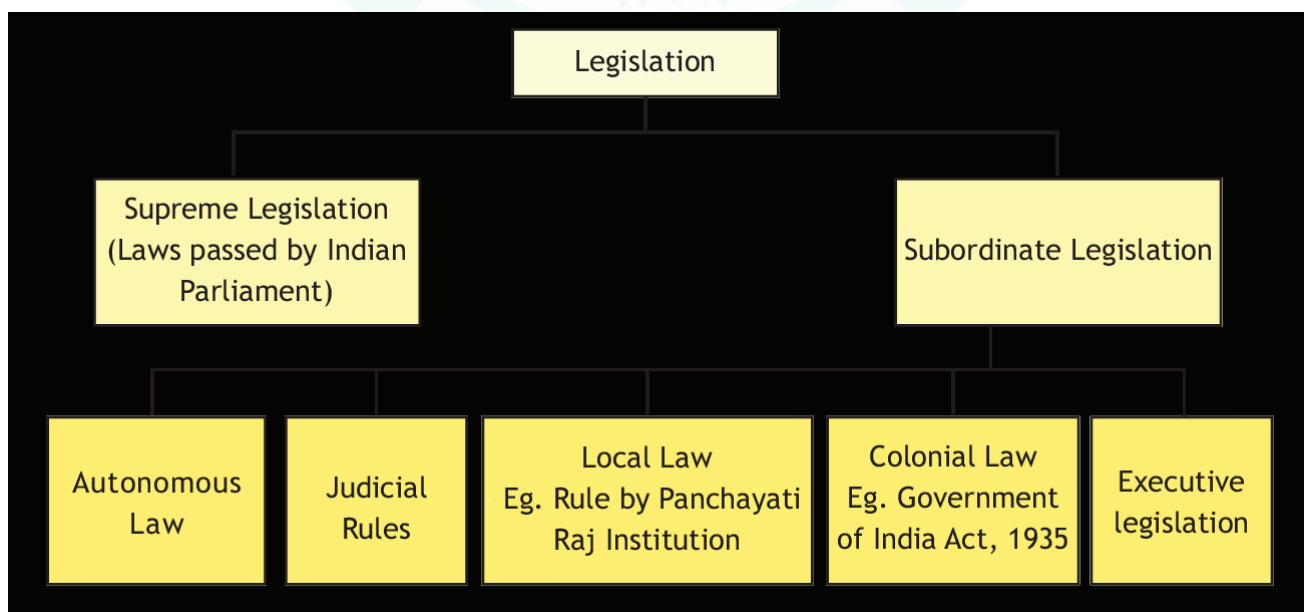 Legislation
Supreme Legislation
(Laws passed by Indian
Parliament)
Subordinate Legislation
Autonomous
Law
Judicial
Rules
Local Law
Eg. Rule by Panchayati
Raj Institution
Colonial Law
Eg. Government
of India Act, 1935
Executive
legislation